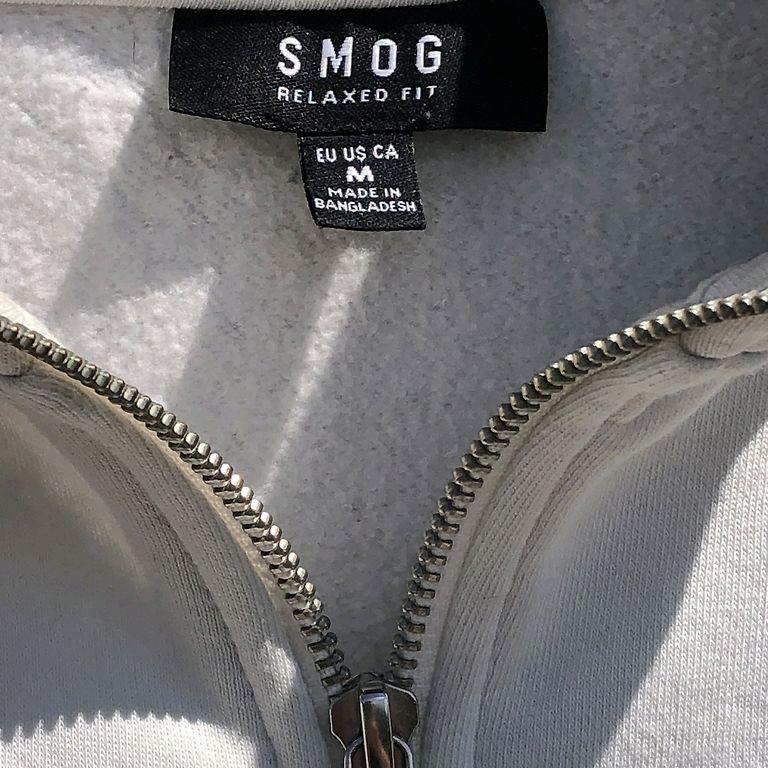 SMOG
RELAXED FIT
EU US CA
M
MADE IN
BANGLADESH